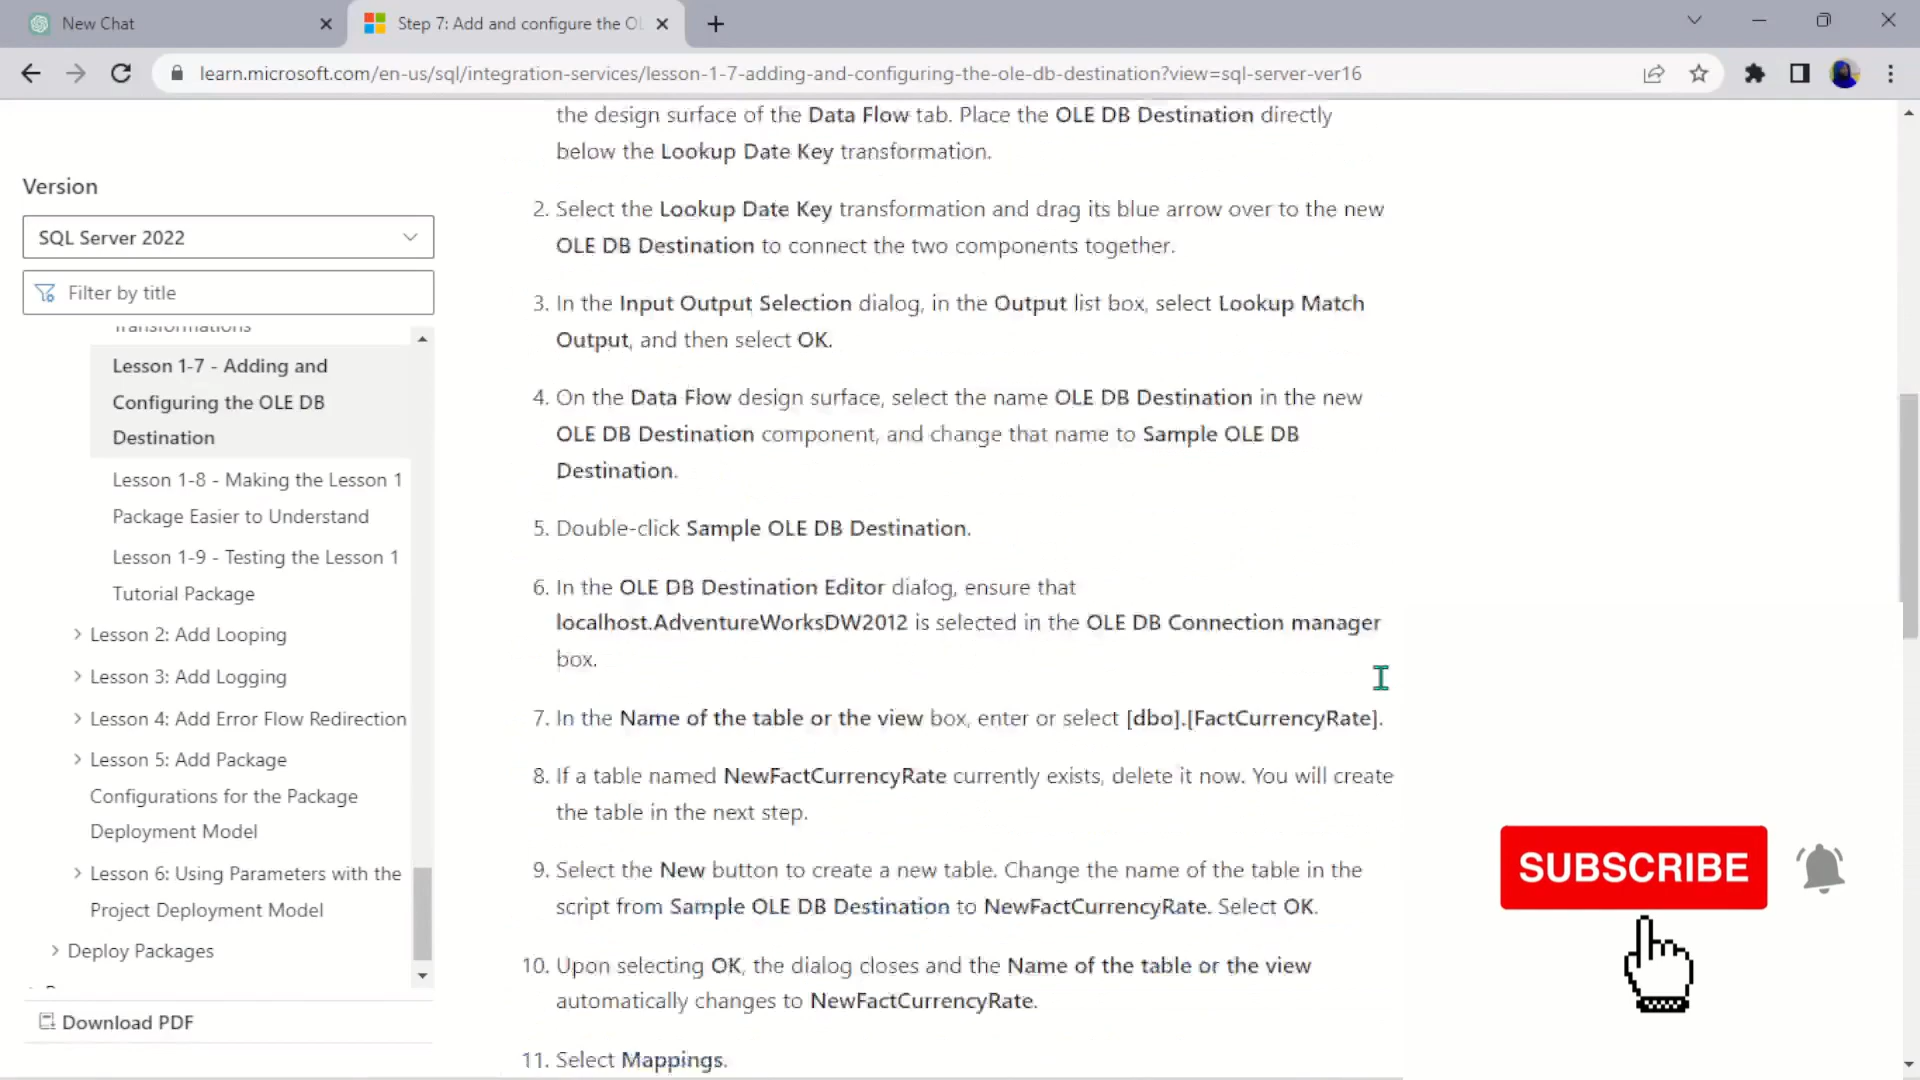 New Chat
Step 7: Add and configure the OL
learn.microsoft.com/en-us/sql/integration-services/lesson-1-7-adding-and-configuring-the-ole-db-destination?view=sql-server-ver16
Version
SQL Server 2022
Filter by title
Transformations
Lesson 1-7 - Adding and
Configuring the OLE DB
Destination
Lesson 1-8 - Making the Lesson 1
Package Easier to Understand
Lesson 1-9 - Testing the Lesson 1
Tutorial Package
Lesson 2: Add Looping
Lesson 3: Add Logging
Lesson 4: Add Error Flow Redirection
Lesson 5: Add Package
Configurations for the Package
Deployment Model
Lesson 6: Using Parameters with the
Project Deployment Model
Deploy Packages
Download PDF
the design surface of the Data Flow tab. Place the OLE DB Destination directly
below the Lookup Date Key transformation.
2. Select the Lookup Date Key transformation and drag its blue arrow over to the new
OLE DB Destination to connect the two components together.
3. In the Input Output Selection dialog, in the Output list box, select Lookup Match
Output, and then select OK.
4. On the Data Flow design surface, select the name OLE DB Destination in the new
OLE DB Destination component, and change that name to Sample OLE DB
Destination.
5. Double-click Sample OLE DB Destination.
6. In the OLE DB Destination Editor dialog, ensure that
localhost.AdventureWorksDW2012 is selected in the OLE DB Connection manager
box.
7. In the Name of the table or the view box, enter or select [dbo].[FactCurrencyRate].
8. If a table named NewFactCurrencyRate currently exists, delete it now. You will create
the table in the next step.
9. Select the New button to create a new table. Change the name of the table in the
script from Sample OLE DB Destination to NewFactCurrencyRate. Select OK.
10. Upon selecting OK, the dialog closes and the Name of the table or the view
automatically changes to NewFactCurrencyRate.
11. Select Mappings.
SUBSCRIBE